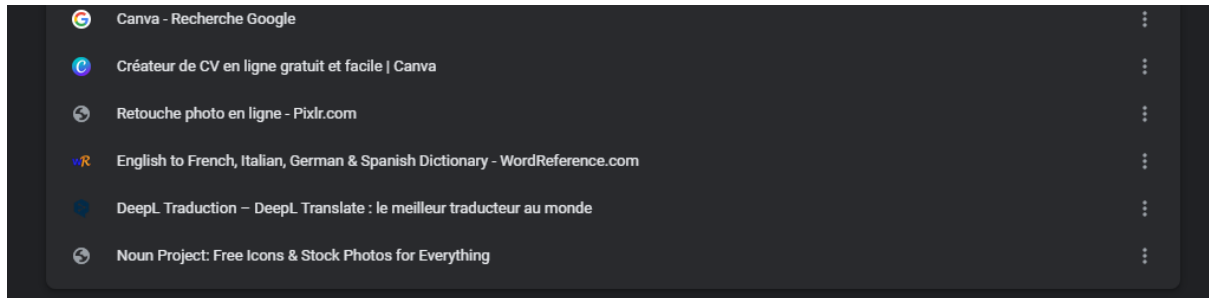 Canva - Recherche Google
Créateur de CV en ligne gratuit et facile | Canva
Retouche photo en ligne - Pixlr.com
English to French, Italian, German & Spanish Dictionary - WordReference.com
DeepL Traduction – DeepL Translate : le meilleur traducteur au monde
Noun Project: Free Icons & Stock Photos for Everything